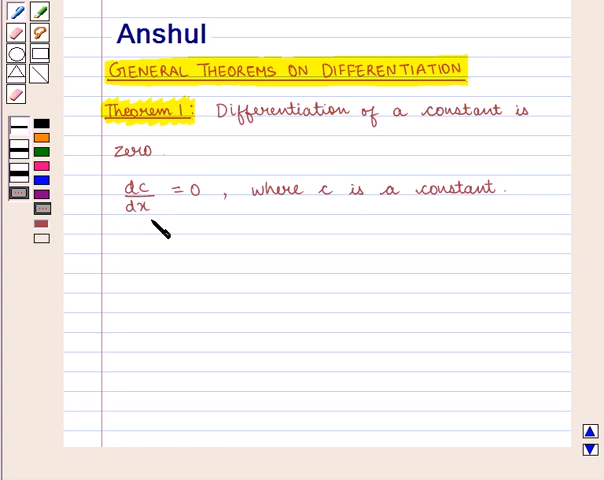 Anshul
GENERAL THEOREMS ON DIFFERENTIATION
Theorem 1: Differentiation of a constant is
zero.
dc/dx = 0 , where c is a constant.